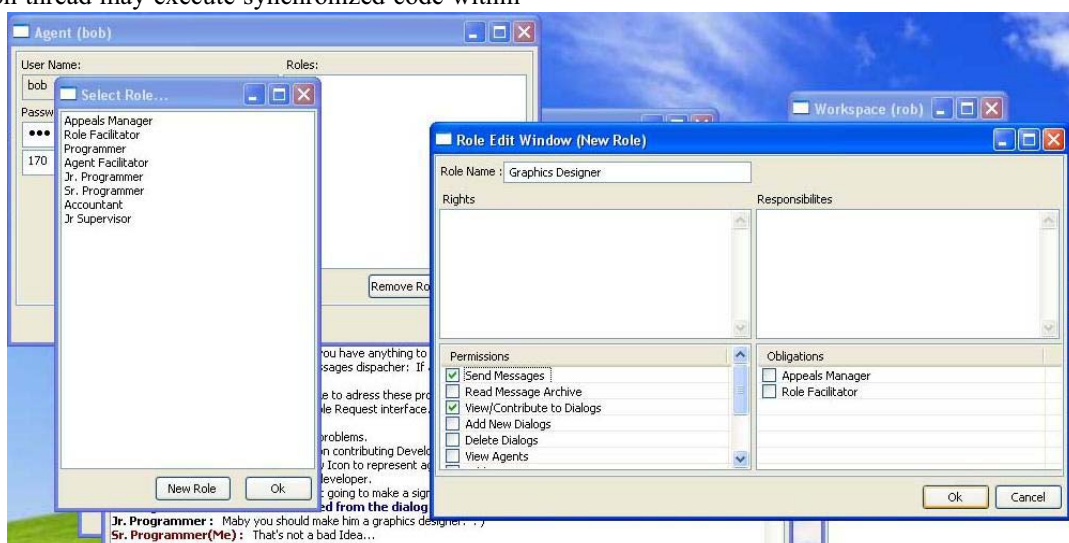 on thread may execute synchronized code within
Agent (bob)
User Name:
Roles:
bob
Passw
170
Remove Ro
Select Role...
Appeals Manager
Role Facilitator
Programmer
Agent Facilitator
Jr. Programmer
Sr. Programmer
Accountant
Jr Supervisor
New Role
Ok
Workspace (rob)
Role Edit Window (New Role)
Role Name :
Graphics Designer
Rights
Responsibilites
Permissions
Send Messages
Read Message Archive
View/Contribute to Dialogs
Add New Dialogs
Delete Dialogs
View Agents
Obligations
Appeals Manager
Role Facilitator
Ok
Cancel
you have anything to
ssages dispacher: If
e to adress these pro
le Request interface.
problems.
on contributing Develo
Icon to represent ag
developer.
going to make a sign
ed from the dialog
Jr. Programmer : Maby you should make him a graphics designer. : )
Sr. Programmer(Me) : That's not a bad Idea...